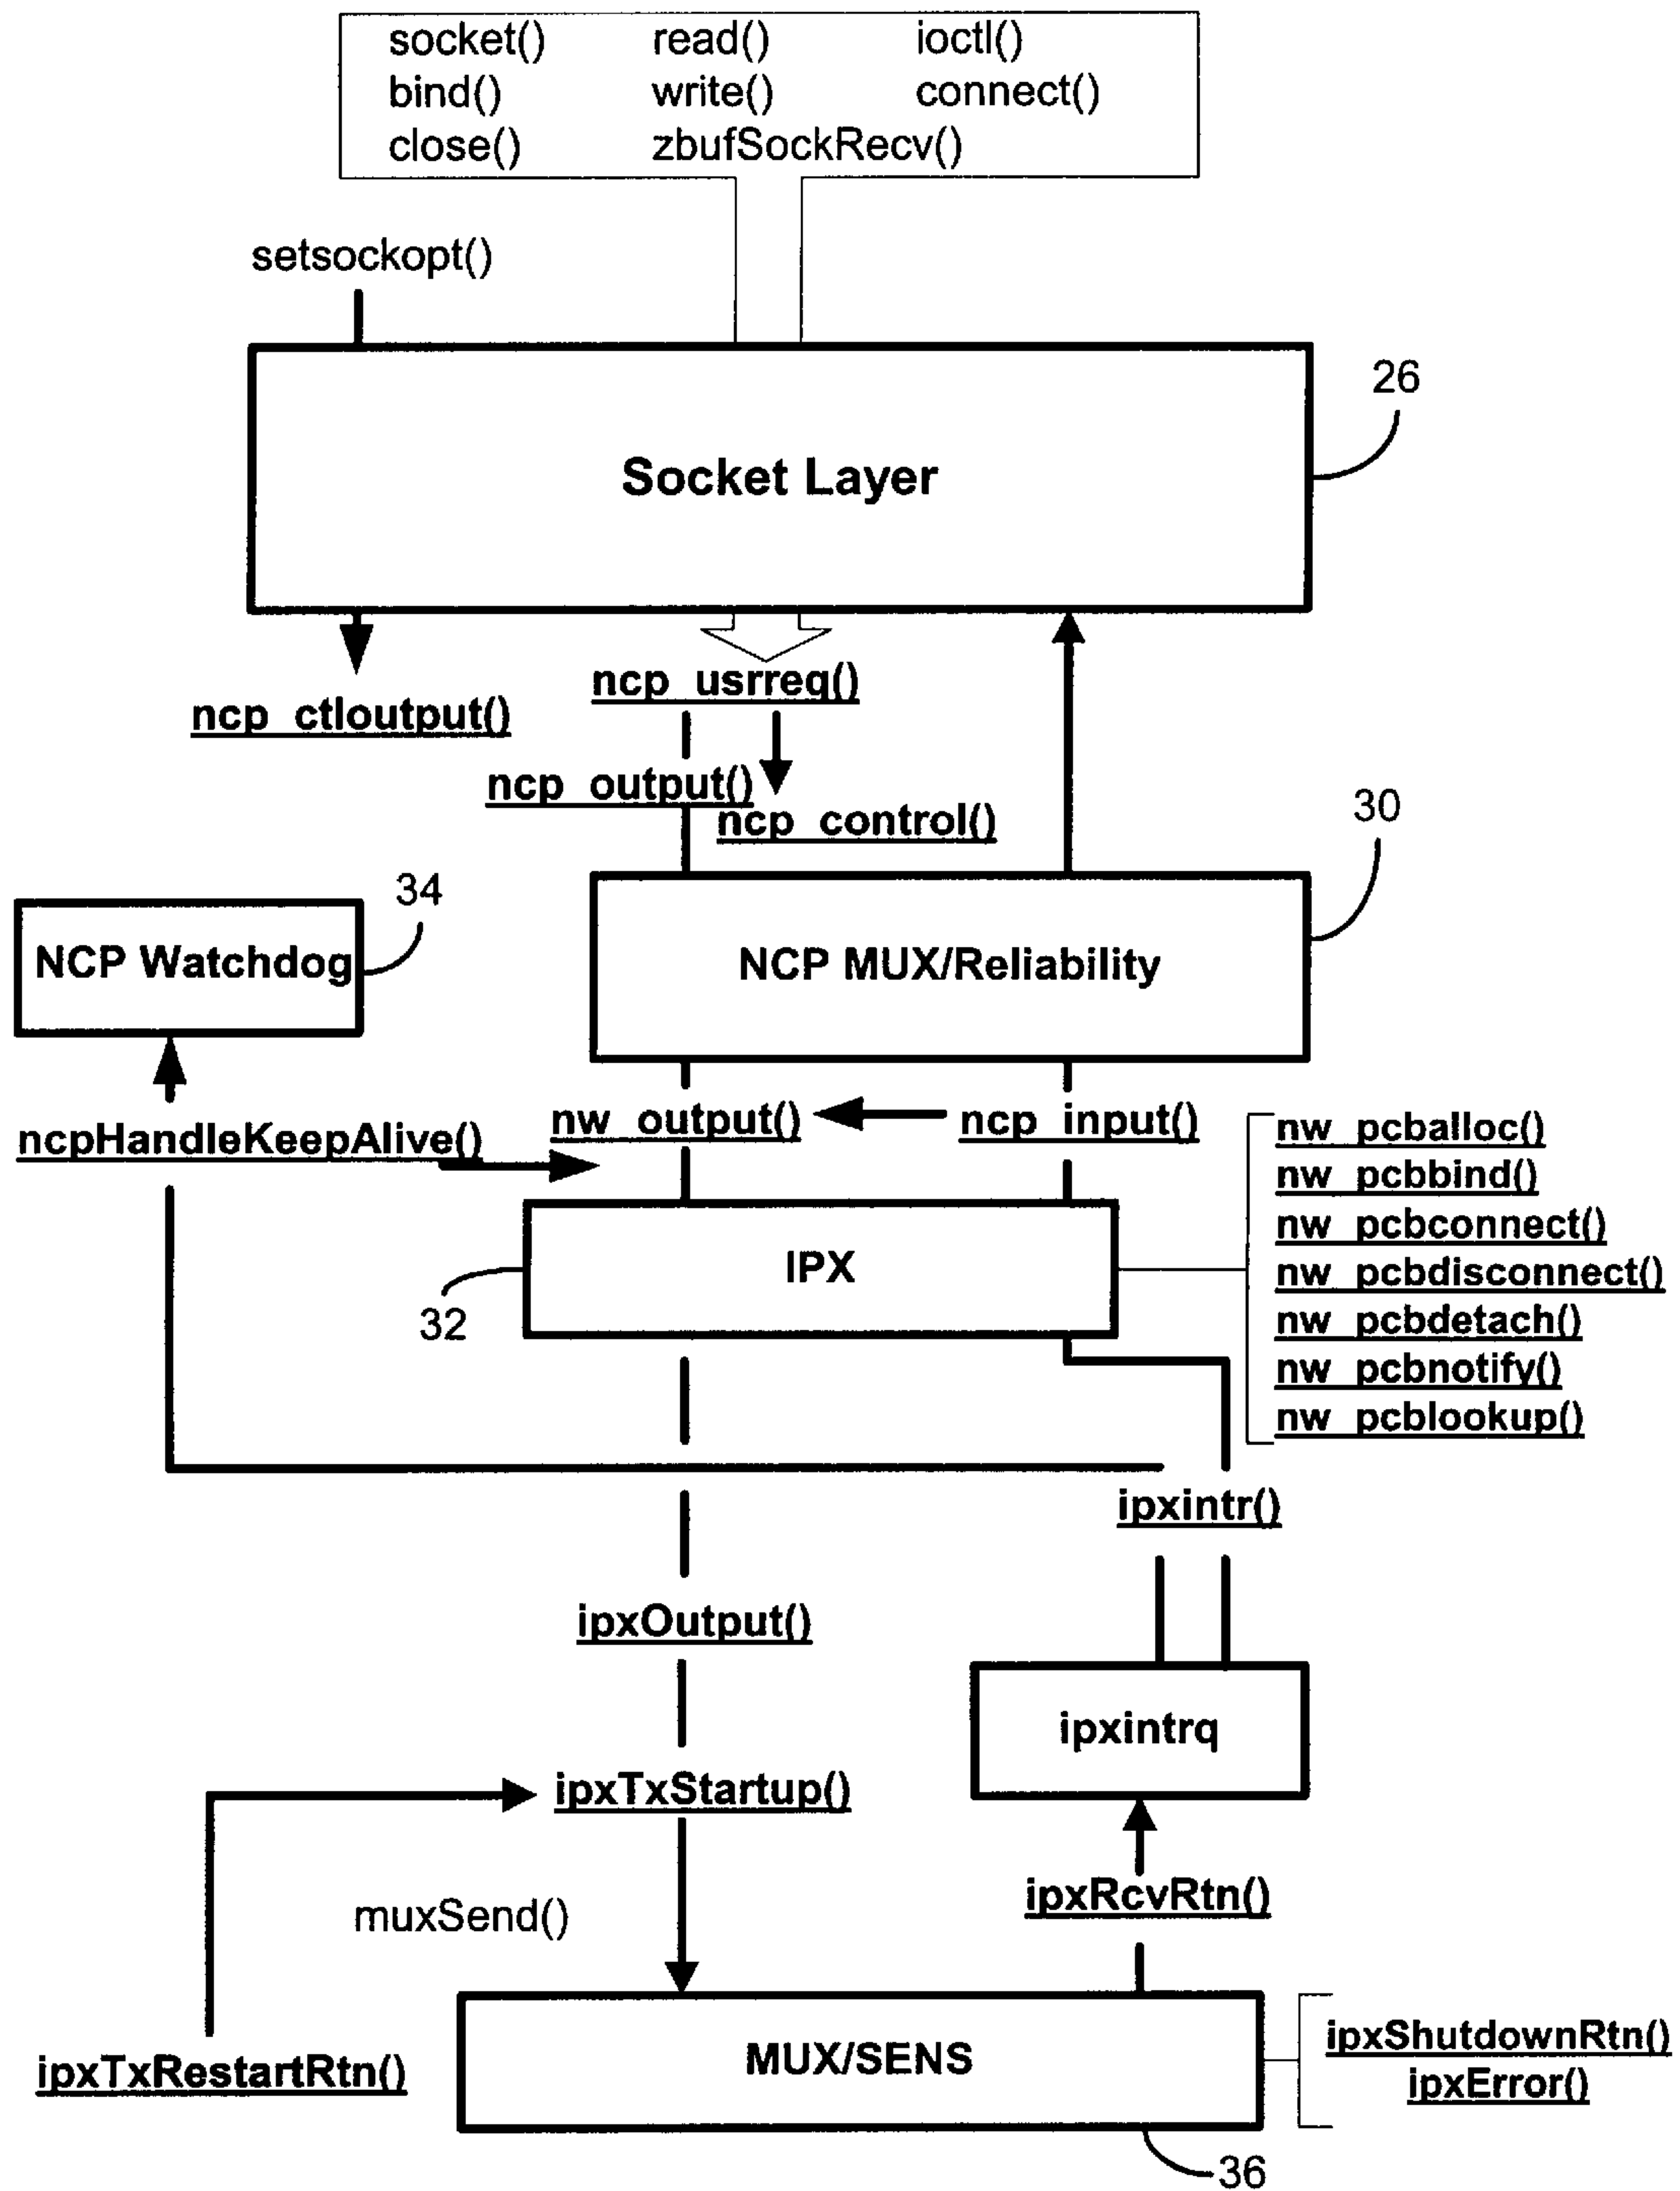 socket() read() ioctl()
bind() write() connect()
close() zbufSockRecv()
setsockopt()
26
Socket Layer
ncp_usrreq()
ncp_ctloutput()
ncp_output()
ncp_control()
30
34
NCP Watchdog
NCP MUX/Reliability
ncpHandleKeepAlive()
nw_output()
ncp_input()
nw_pcballoc()
nw_pcbbind()
nw_pcbconnect()
nw_pcbdisconnect()
nw_pcbdetach()
nw_pcbnotify()
nw_pcblookup()
IPX
32
ipxintr()
ipxOutput()
ipxintrq
ipxTxStartup()
ipxRcvRtn()
muxSend()
ipxTxRestartRtn()
MUX/SENS
ipxShutdownRtn()
ipxError()
36